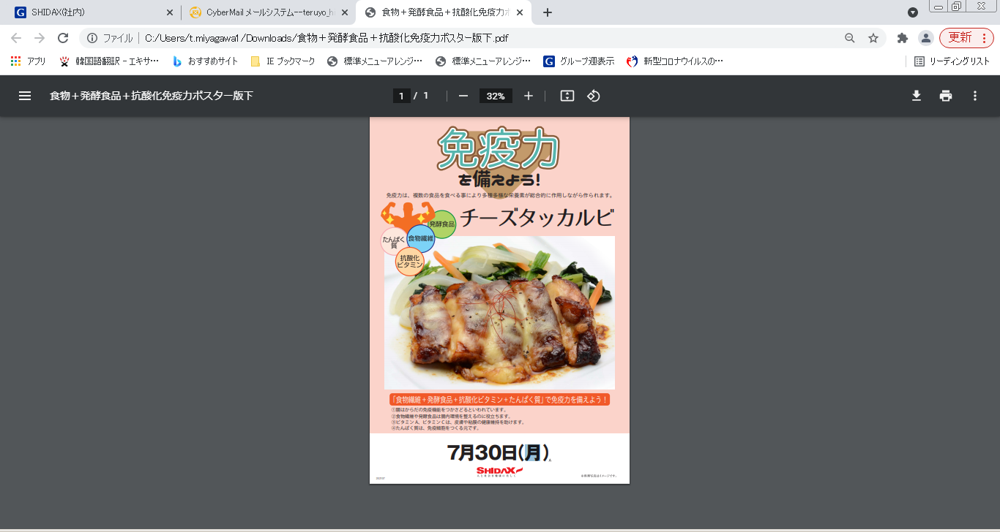 SHIDAX(社内)
CyberMail メールシステム--teruyo_h
食物＋発酵食品＋抗酸化免疫力ポ
ファイル
C:/Users/t.miyagawa1/Downloads/食物＋発酵食品＋抗酸化免疫力ポスター版下.pdf
更新
アプリ
韓国語翻訳 - エキサ…
おすすめサイト
IE ブックマーク
標準メニューアレンジ…
標準メニューアレンジ…
グループ週表示
新型コロナウイルスの…
リーディングリスト
食物＋発酵食品＋抗酸化免疫力ポスター版下
1 / 1
32%
免疫力
を備えよう!
免疫力は、複数の食品を食べる事により多種多様な栄養素が総合的に作用しながら作られます。
チーズタッカルビ
発酵食品
たんぱく
質
食物繊維
抗酸化
ビタミン
「食物繊維＋発酵食品＋抗酸化ビタミン＋たんぱく質」で免疫力を備えよう！
①腸はからだの免疫機能をつかさどるといわれています。
②食物繊維や発酵食品は腸内環境を整えるのに役立ちます。
③ビタミンA、ビタミンCは、皮膚や粘膜の健康維持を助けます。
④たんぱく質は、免疫細胞をつくる元です。
7月30日(月)
A
SHIDAX
※料理写真はイメージです。